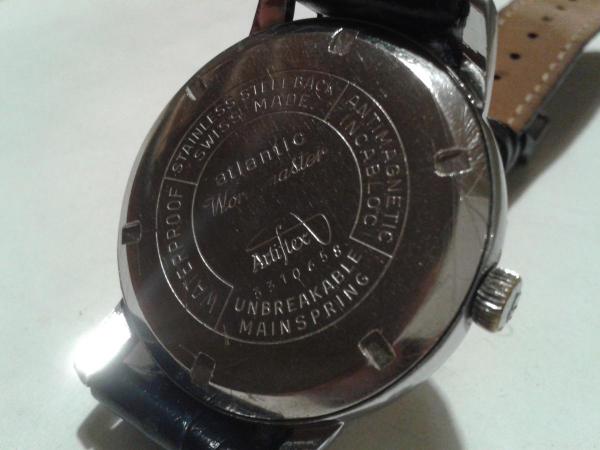 STAINLESS STEEL BACK
SWISS MADE
ANTIMAGNETIC
INCABLOC
WATERPROOF
atlantic
Worldmaster
Artiflex
3310658
UNBREAKABLE
MAINSPRING